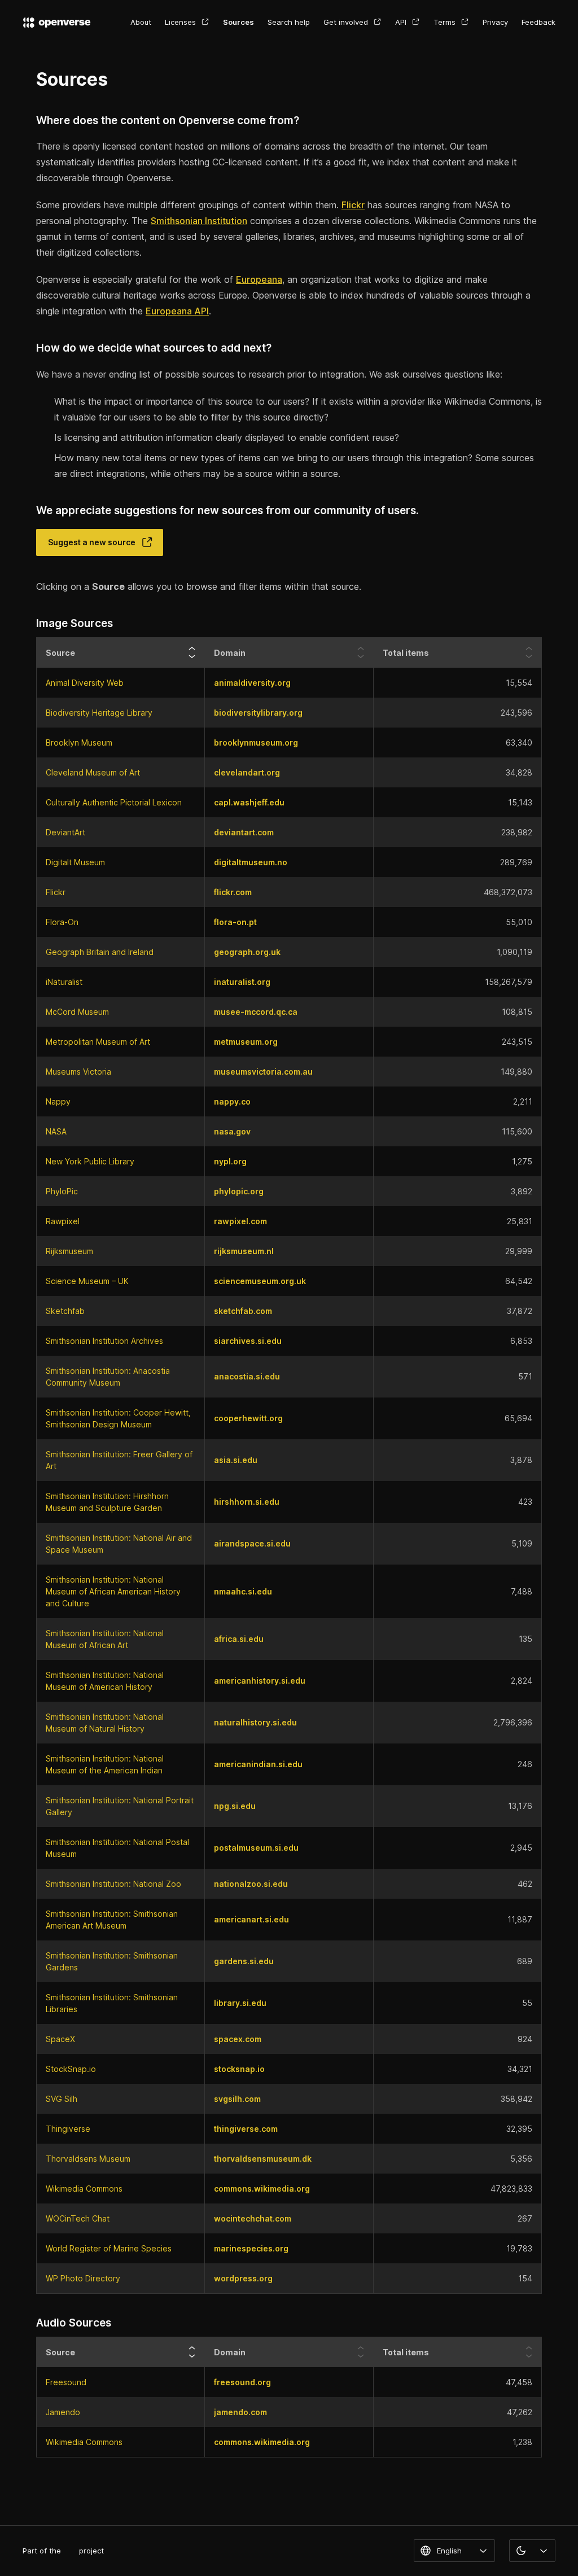 openverse
About
Licenses
Sources
Search help
Get involved
API
Terms
Privacy
Feedback
Sources
Where does the content on Openverse come from?
There is openly licensed content hosted on millions of domains across the breadth of the internet. Our team
systematically identifies providers hosting CC-licensed content. If it's a good fit, we index that content and make it
discoverable through Openverse.
Some providers have multiple different groupings of content within them. Flickr has sources ranging from NASA to
personal photography. The Smithsonian Institution comprises a dozen diverse collections. Wikimedia Commons runs the
gamut in terms of content, and is used by several galleries, libraries, archives, and museums highlighting some or all of
their digitized collections.
Openverse is especially grateful for the work of Europeana, an organization that works to digitize and make
discoverable cultural heritage works across Europe. Openverse is able to index hundreds of valuable sources through a
single integration with the Europeana API.
How do we decide what sources to add next?
We have a never ending list of possible sources to research prior to integration. We ask ourselves questions like:
What is the impact or importance of this source to our users? If it exists within a provider like Wikimedia Commons, is
it valuable for our users to be able to filter by this source directly?
Is licensing and attribution information clearly displayed to enable confident reuse?
How many new total items or new types of items can we bring to our users through this integration? Some sources
are direct integrations, while others may be a source within a source.
We appreciate suggestions for new sources from our community of users.
Suggest a new source
Clicking on a Source allows you to browse and filter items within that source.
Image Sources
Source Domain Total items
Animal Diversity Web animaldiversity.org 15,554
Biodiversity Heritage Library biodiversitylibrary.org 243,596
Brooklyn Museum brooklynmuseum.org 63,340
Cleveland Museum of Art clevelandart.org 34,828
Culturally Authentic Pictorial Lexicon capl.washjeff.edu 15,143
DeviantArt deviantart.com 238,982
Digitalt Museum digitaltmuseum.no 289,769
Flickr flickr.com 468,372,073
Flora-On flora-on.pt 55,010
Geograph Britain and Ireland geograph.org.uk 1,090,119
iNaturalist inaturalist.org 158,267,579
McCord Museum musee-mccord.qc.ca 108,815
Metropolitan Museum of Art metmuseum.org 243,515
Museums Victoria museumsvictoria.com.au 149,880
Nappy nappy.co 2,211
NASA nasa.gov 115,600
New York Public Library nypl.org 1,275
PhyloPic phylopic.org 3,892
Rawpixel rawpixel.com 25,831
Rijksmuseum rijksmuseum.nl 29,999
Science Museum – UK sciencemuseum.org.uk 64,542
Sketchfab sketchfab.com 37,872
Smithsonian Institution Archives siarchives.si.edu 6,853
Smithsonian Institution: Anacostia
Community Museum anacostia.si.edu 571
Smithsonian Institution: Cooper Hewitt,
Smithsonian Design Museum cooperhewitt.org 65,694
Smithsonian Institution: Freer Gallery of
Art asia.si.edu 3,878
Smithsonian Institution: Hirshhorn
Museum and Sculpture Garden hirshhorn.si.edu 423
Smithsonian Institution: National Air and
Space Museum airandspace.si.edu 5,109
Smithsonian Institution: National
Museum of African American History
and Culture nmaahc.si.edu 7,488
Smithsonian Institution: National
Museum of African Art africa.si.edu 135
Smithsonian Institution: National
Museum of American History americanhistory.si.edu 2,824
Smithsonian Institution: National
Museum of Natural History naturalhistory.si.edu 2,796,396
Smithsonian Institution: National
Museum of the American Indian americanindian.si.edu 246
Smithsonian Institution: National Portrait
Gallery npg.si.edu 13,176
Smithsonian Institution: National Postal
Museum postalmuseum.si.edu 2,945
Smithsonian Institution: National Zoo nationalzoo.si.edu 462
Smithsonian Institution: Smithsonian
American Art Museum americanart.si.edu 11,887
Smithsonian Institution: Smithsonian
Gardens gardens.si.edu 689
Smithsonian Institution: Smithsonian
Libraries library.si.edu 55
SpaceX spacex.com 924
StockSnap.io stocksnap.io 34,321
SVG Silh svgsilh.com 358,942
Thingiverse thingiverse.com 32,395
Thorvaldsens Museum thorvaldsensmuseum.dk 5,356
Wikimedia Commons commons.wikimedia.org 47,823,833
WOCinTech Chat wocintechchat.com 267
World Register of Marine Species marinespecies.org 19,783
WP Photo Directory wordpress.org 154
Audio Sources
Source Domain Total items
Freesound freesound.org 47,458
Jamendo jamendo.com 47,262
Wikimedia Commons commons.wikimedia.org 1,238
Part of the project
English